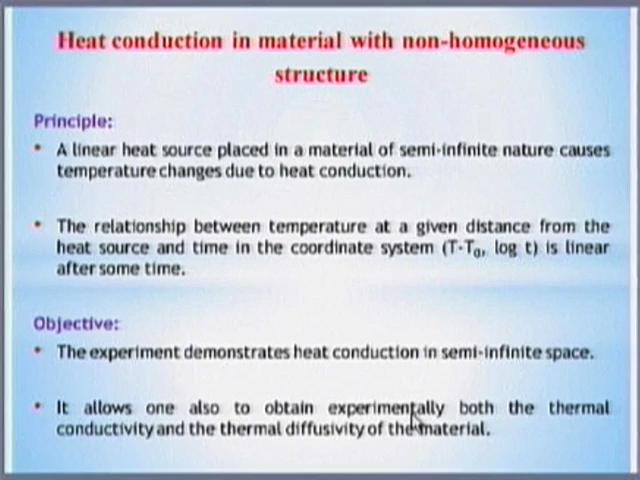 Heat conduction in material with non-homogeneous
structure
Principle:
• A linear heat source placed in a material of semi-infinite nature causes
temperature changes due to heat conduction.
• The relationship between temperature at a given distance from the
heat source and time in the coordinate system (T-T₀, log t) is linear
after some time.
Objective:
• The experiment demonstrates heat conduction in semi-infinite space.
• It allows one also to obtain experimentally both the thermal
conductivity and the thermal diffusivity of the material.